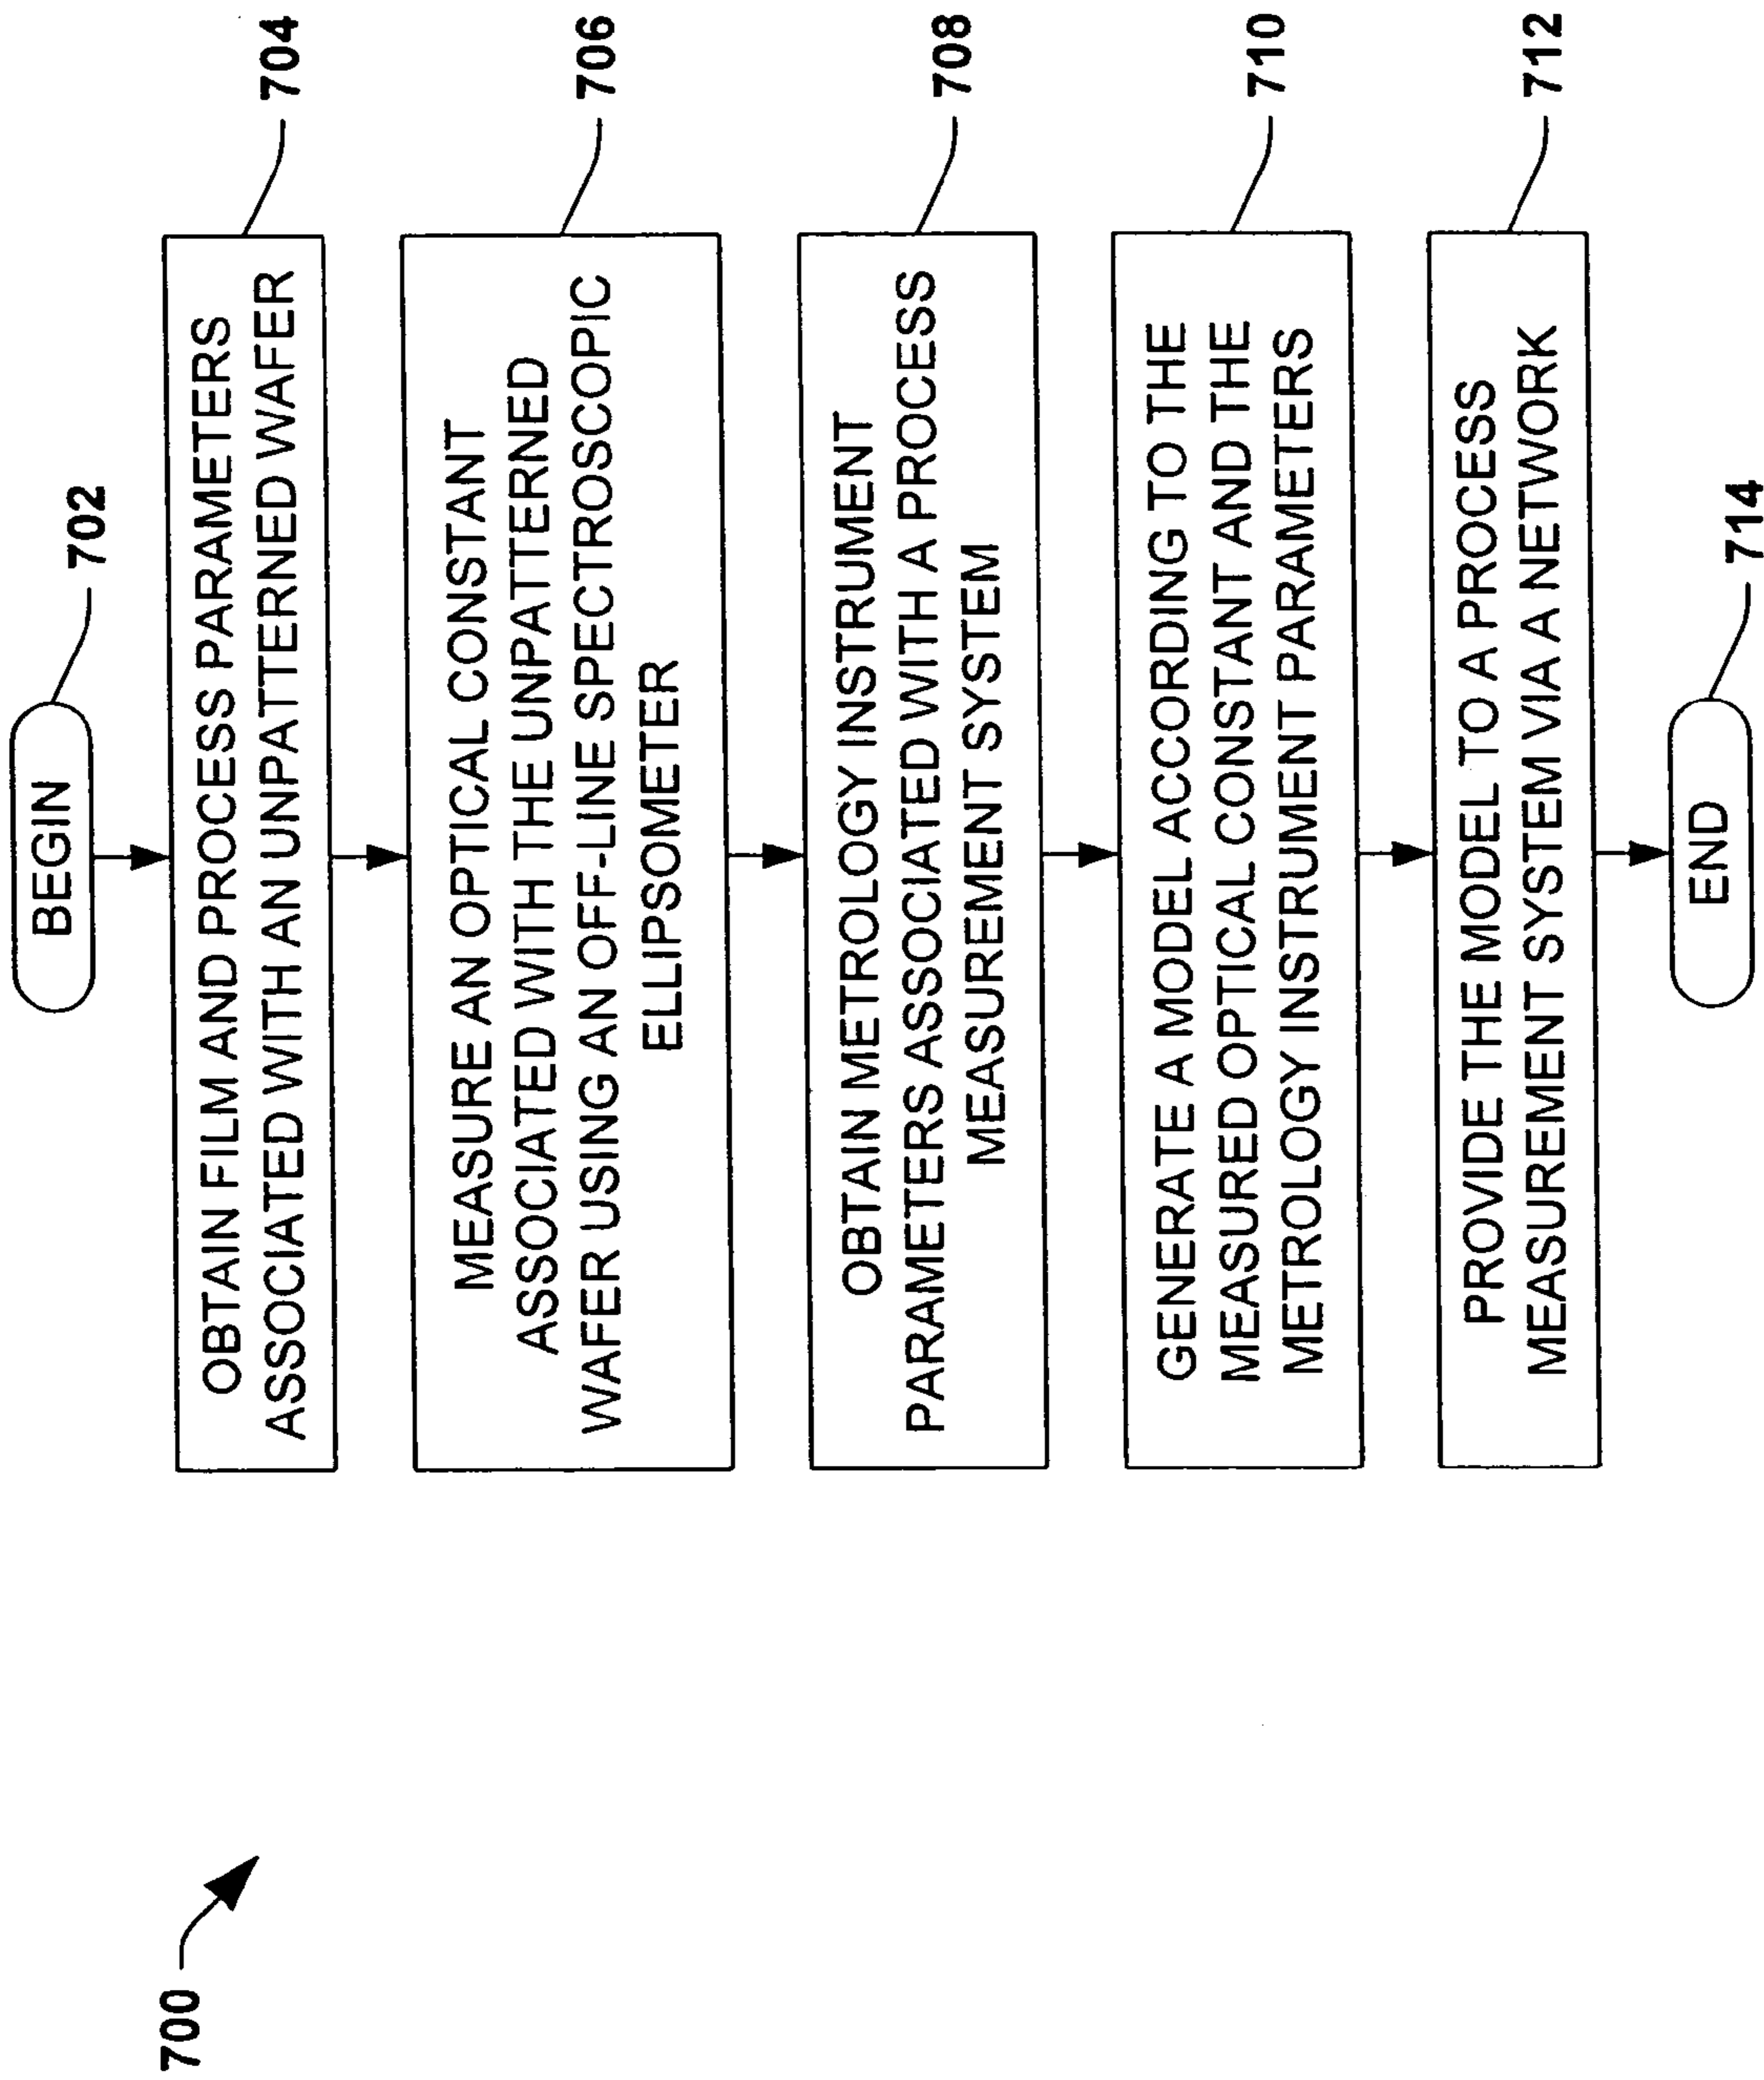 700
BEGIN
702
OBTAIN FILM AND PROCESS PARAMETERS
ASSOCIATED WITH AN UNPATTERNED WAFER
704
MEASURE AN OPTICAL CONSTANT
ASSOCIATED WITH THE UNPATTERNED
WAFER USING AN OFF-LINE SPECTROSCOPIC
ELLIPSOMETER
706
OBTAIN METROLOGY INSTRUMENT
PARAMETERS ASSOCIATED WITH A PROCESS
MEASUREMENT SYSTEM
708
GENERATE A MODEL ACCORDING TO THE
MEASURED OPTICAL CONSTANT AND THE
METROLOGY INSTRUMENT PARAMETERS
710
PROVIDE THE MODEL TO A PROCESS
MEASUREMENT SYSTEM VIA A NETWORK
712
END
714